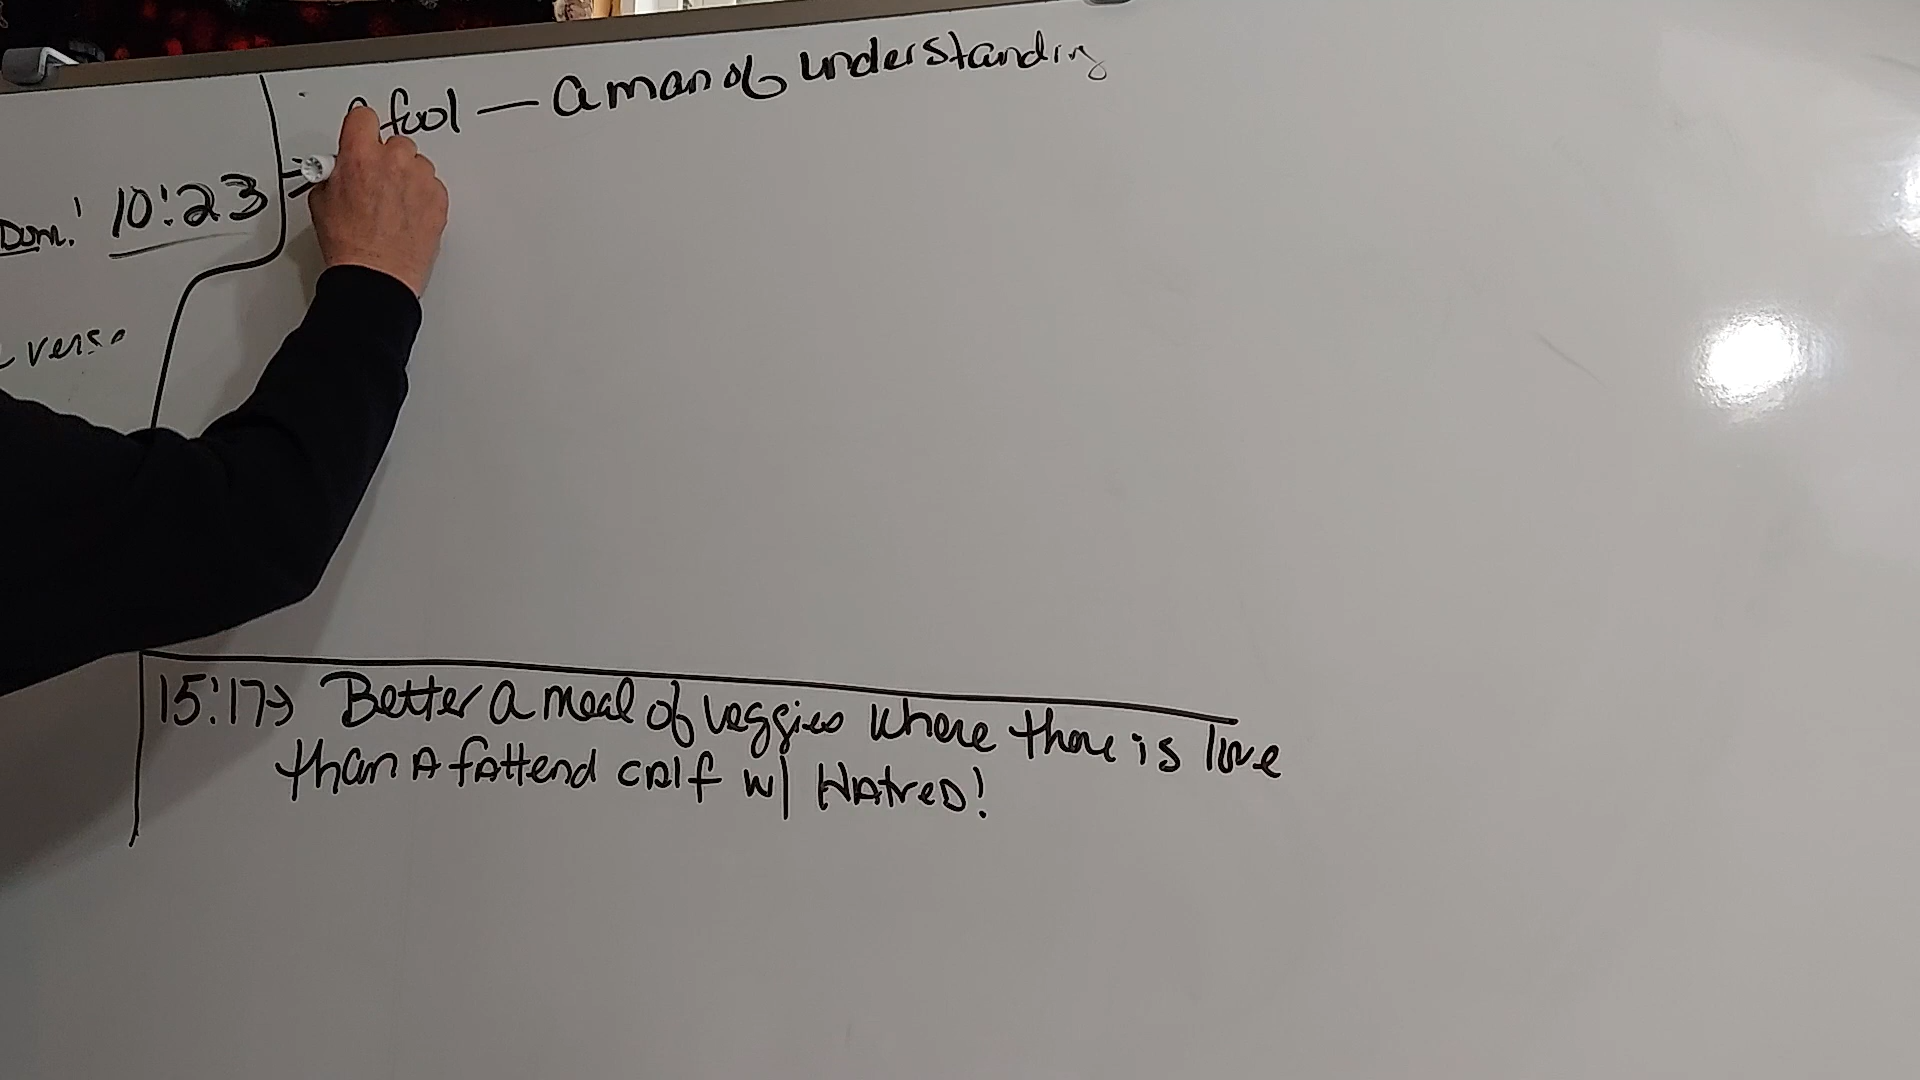 A fool — a man of understanding
Dom. 10:23
verse
15:17→ Better a meal of veggies where there is love
than A fattend calf w/ Hatred!